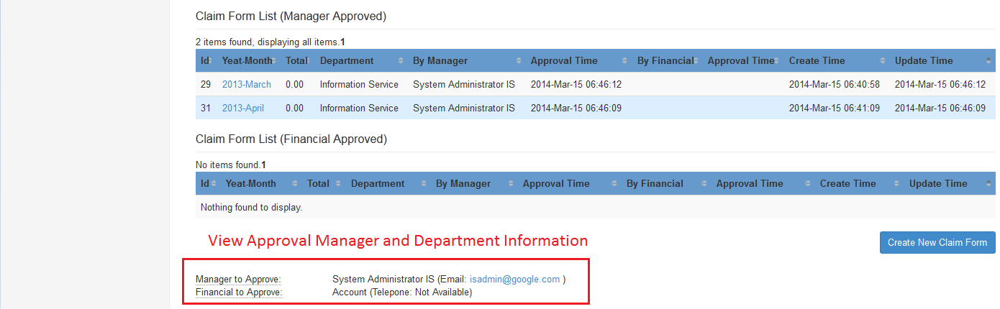 Claim Form List (Manager Approved)
2 items found, displaying all items.1
Id Yeat-Month Total Department By Manager Approval Time By Financial Approval Time Create Time Update Time
29 2013-March 0.00 Information Service System Administrator IS 2014-Mar-15 06:46:12 2014-Mar-15 06:40:58 2014-Mar-15 06:46:12
31 2013-April 0.00 Information Service System Administrator IS 2014-Mar-15 06:46:09 2014-Mar-15 06:41:09 2014-Mar-15 06:46:09
Claim Form List (Financial Approved)
No items found.1
Id Yeat-Month Total Department By Manager Approval Time By Financial Approval Time Create Time Update Time
Nothing found to display.
View Approval Manager and Department Information
Create New Claim Form
Manager to Approve: System Administrator IS (Email: isadmin@google.com )
Financial to Approve: Account (Telepone: Not Available)